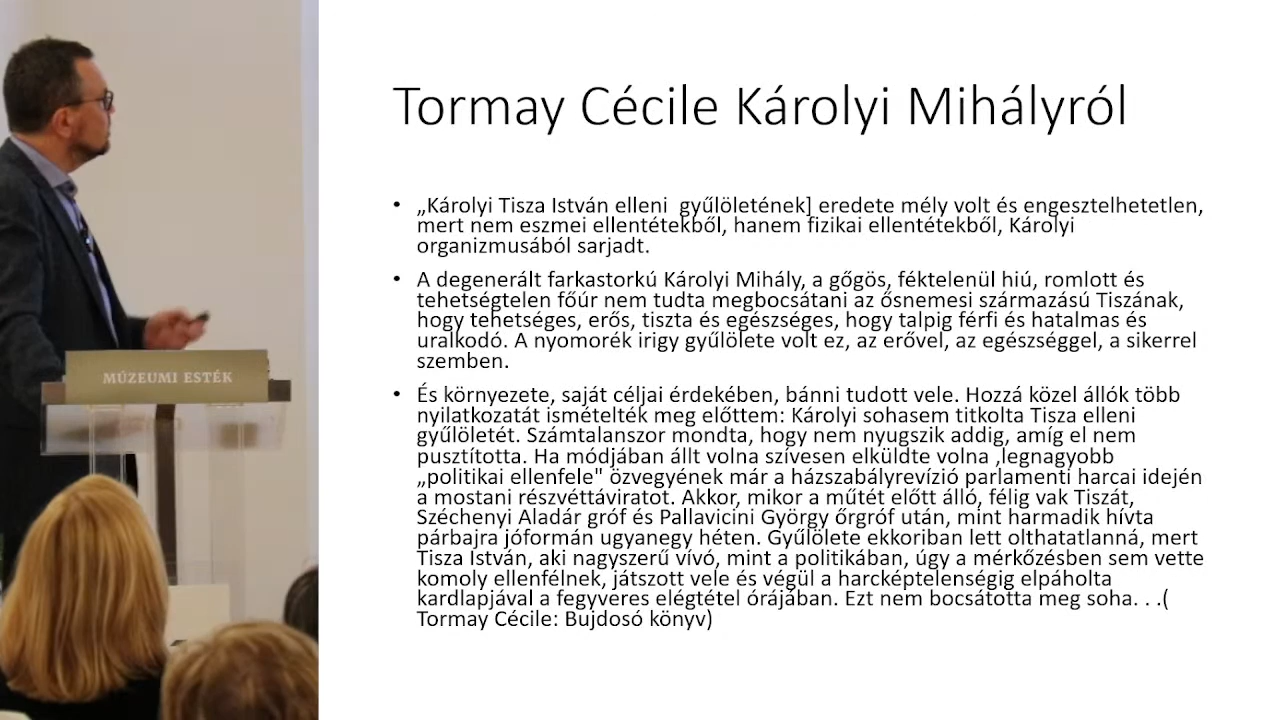 Tormay Cécile Károlyi Mihályról
• „Károlyi Tisza István elleni  gyűlöletének] eredete mély volt és engesztelhetetlen,
mert nem eszmei ellentétekből, hanem fizikai ellentétekből, Károlyi
organizmusából sarjadt.
• A degenerált farkastorkú Károlyi Mihály, a gőgös, féktelenül hiú, romlott és
tehetségtelen főúr nem tudta megbocsátani az ősnemesi származású Tiszának,
hogy tehetséges, erős, tiszta és egészséges, hogy talpig férfi és hatalmas és
uralkodó. A nyomorék irigy gyűlölete volt ez, az erővel, az egészséggel, a sikerrel
szemben.
• És környezete, saját céljai érdekében, bánni tudott vele. Hozzá közel állók több
nyilatkozatát ismételték meg előttem: Károlyi sohasem titkolta Tisza elleni
gyűlöletét. Számtalanszor mondta, hogy nem nyugszik addig, amíg el nem
pusztította. Ha módjában állt volna szívesen elküldte volna ‚legnagyobb
„politikai ellenfele" özvegyének már a házszabályrevízió parlamenti harcai idején
a mostani részvéttáviratot. Akkor, mikor a műtét előtt álló, félig vak Tiszát,
Széchenyi Aladár gróf és Pallavicini György őrgróf után, mint harmadik hívta
párbajra jóformán ugyanegy héten. Gyűlölete ekkoriban lett olthatatlanná, mert
Tisza István, aki nagyszerű vívó, mint a politikában, úgy a mérkőzésben sem vette
komoly ellenfélnek, játszott vele és végül a harcképtelenségig elpáholta
kardlapjával a fegyveres elégtétel órájában. Ezt nem bocsátotta meg soha. . .(
Tormay Cécile: Bujdosó könyv)
MÚZEUMI ESTÉK